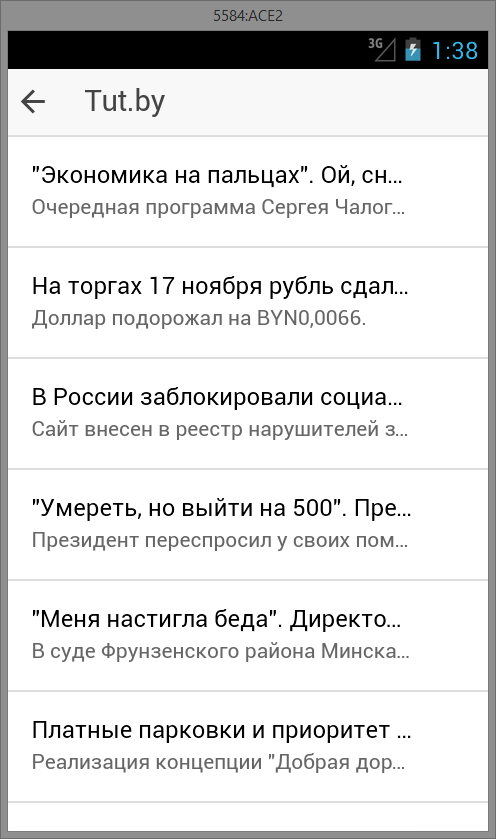 5584:ACE2
3G 1:38
Tut.by
"Экономика на пальцах". Ой, сн...
Очередная программа Сергея Чалог...
На торгах 17 ноября рубль сдал...
Доллар подорожал на BYN0,0066.
В России заблокировали социа...
Сайт внесен в реестр нарушителей з...
"Умереть, но выйти на 500". Пре...
Президент переспросил у своих пом...
"Меня настигла беда". Директо...
В суде Фрунзенского района Минска...
Платные парковки и приоритет ...
Реализация концепции "Добрая дор...